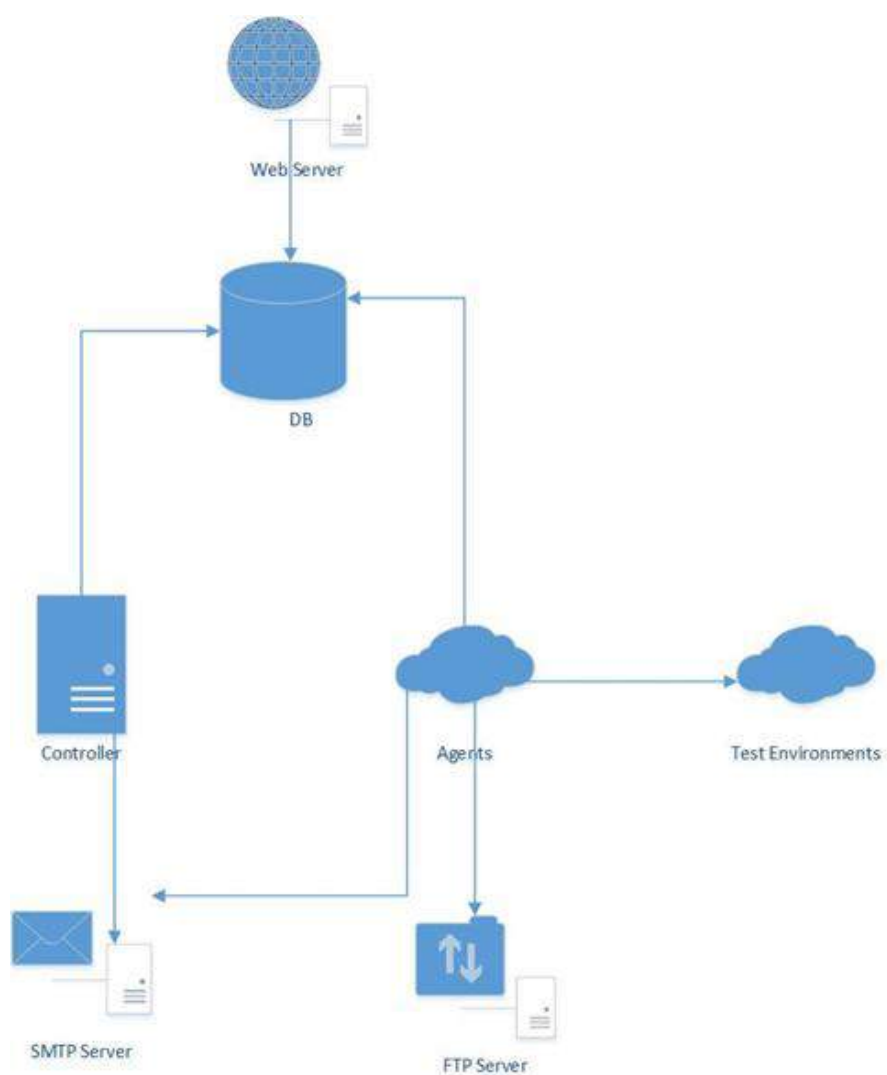 Web Server
DB
Controller
Agents
Test Environments
SMTP Server
FTP Server